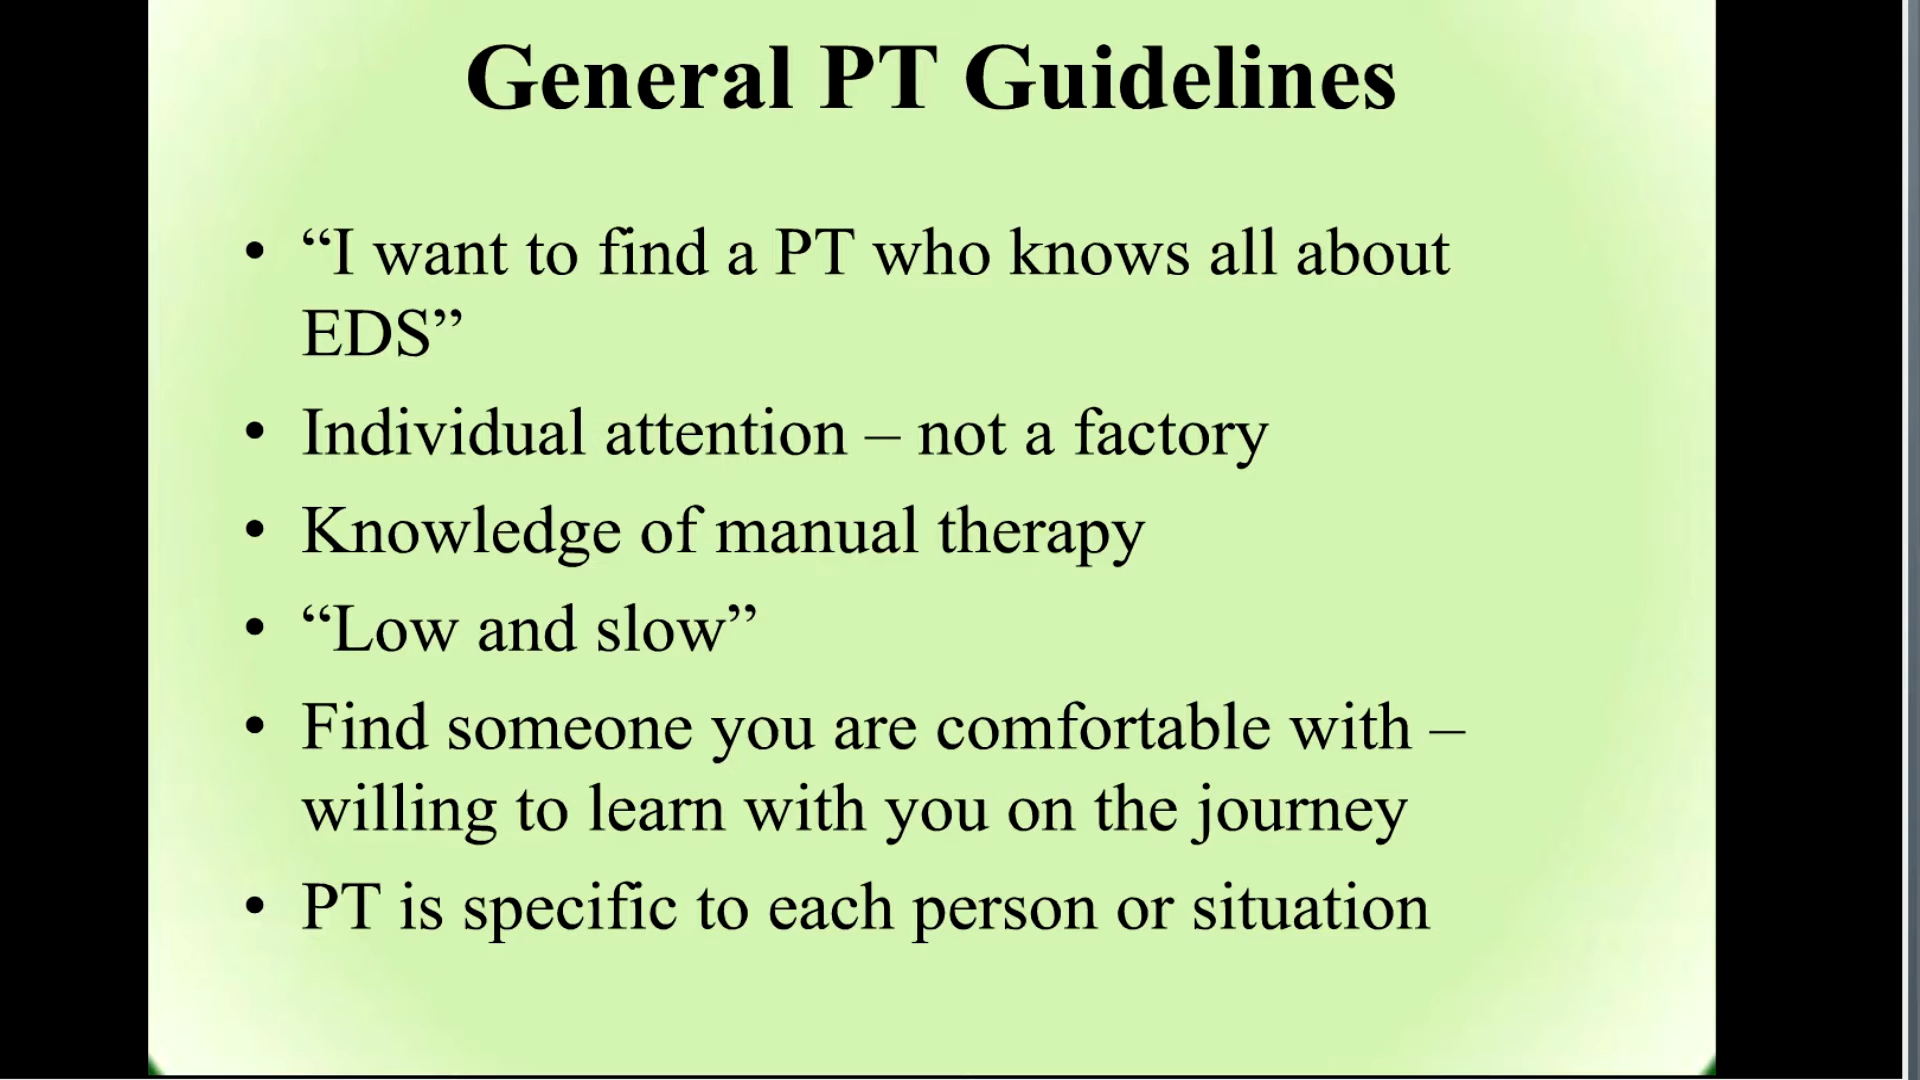 General PT Guidelines
• “I want to find a PT who knows all about
EDS”
• Individual attention – not a factory
• Knowledge of manual therapy
• “Low and slow”
• Find someone you are comfortable with –
willing to learn with you on the journey
• PT is specific to each person or situation